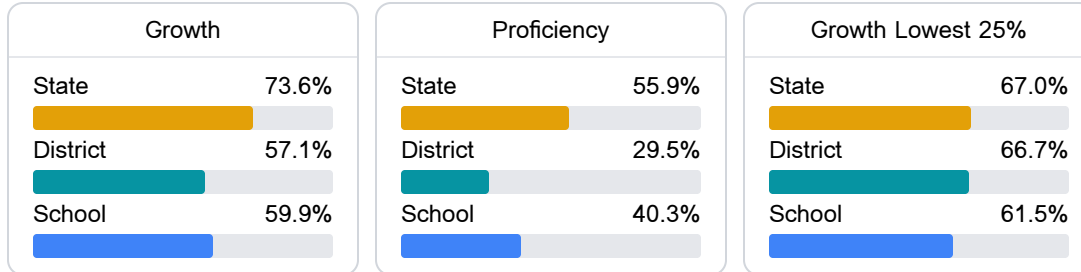 Growth
State 73.6%
District 57.1%
School 59.9%
Proficiency
State 55.9%
District 29.5%
School 40.3%
Growth Lowest 25%
State 67.0%
District 66.7%
School 61.5%